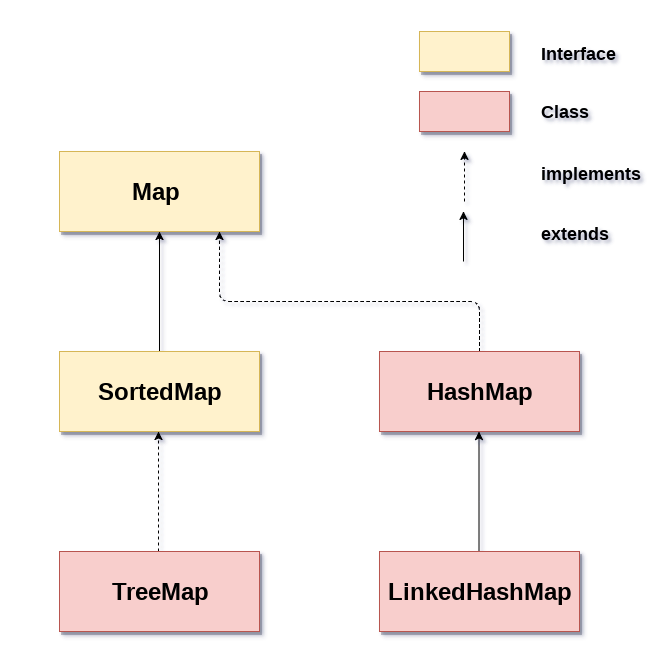 Interface
Class
implements
extends
Map
SortedMap
HashMap
TreeMap
LinkedHashMap